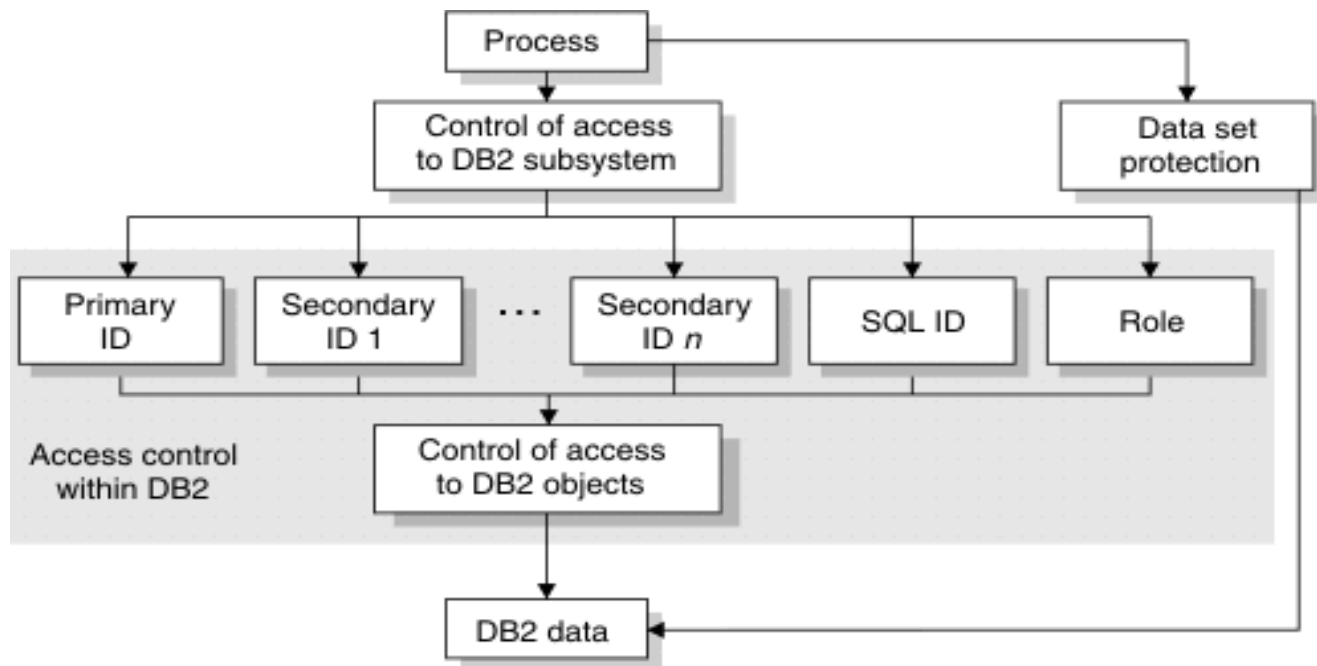 Process
Control of access
to DB2 subsystem
Data set
protection
Primary
ID
Secondary
ID 1
...
Secondary
ID n
SQL ID
Role
Access control
within DB2
Control of access
to DB2 objects
DB2 data